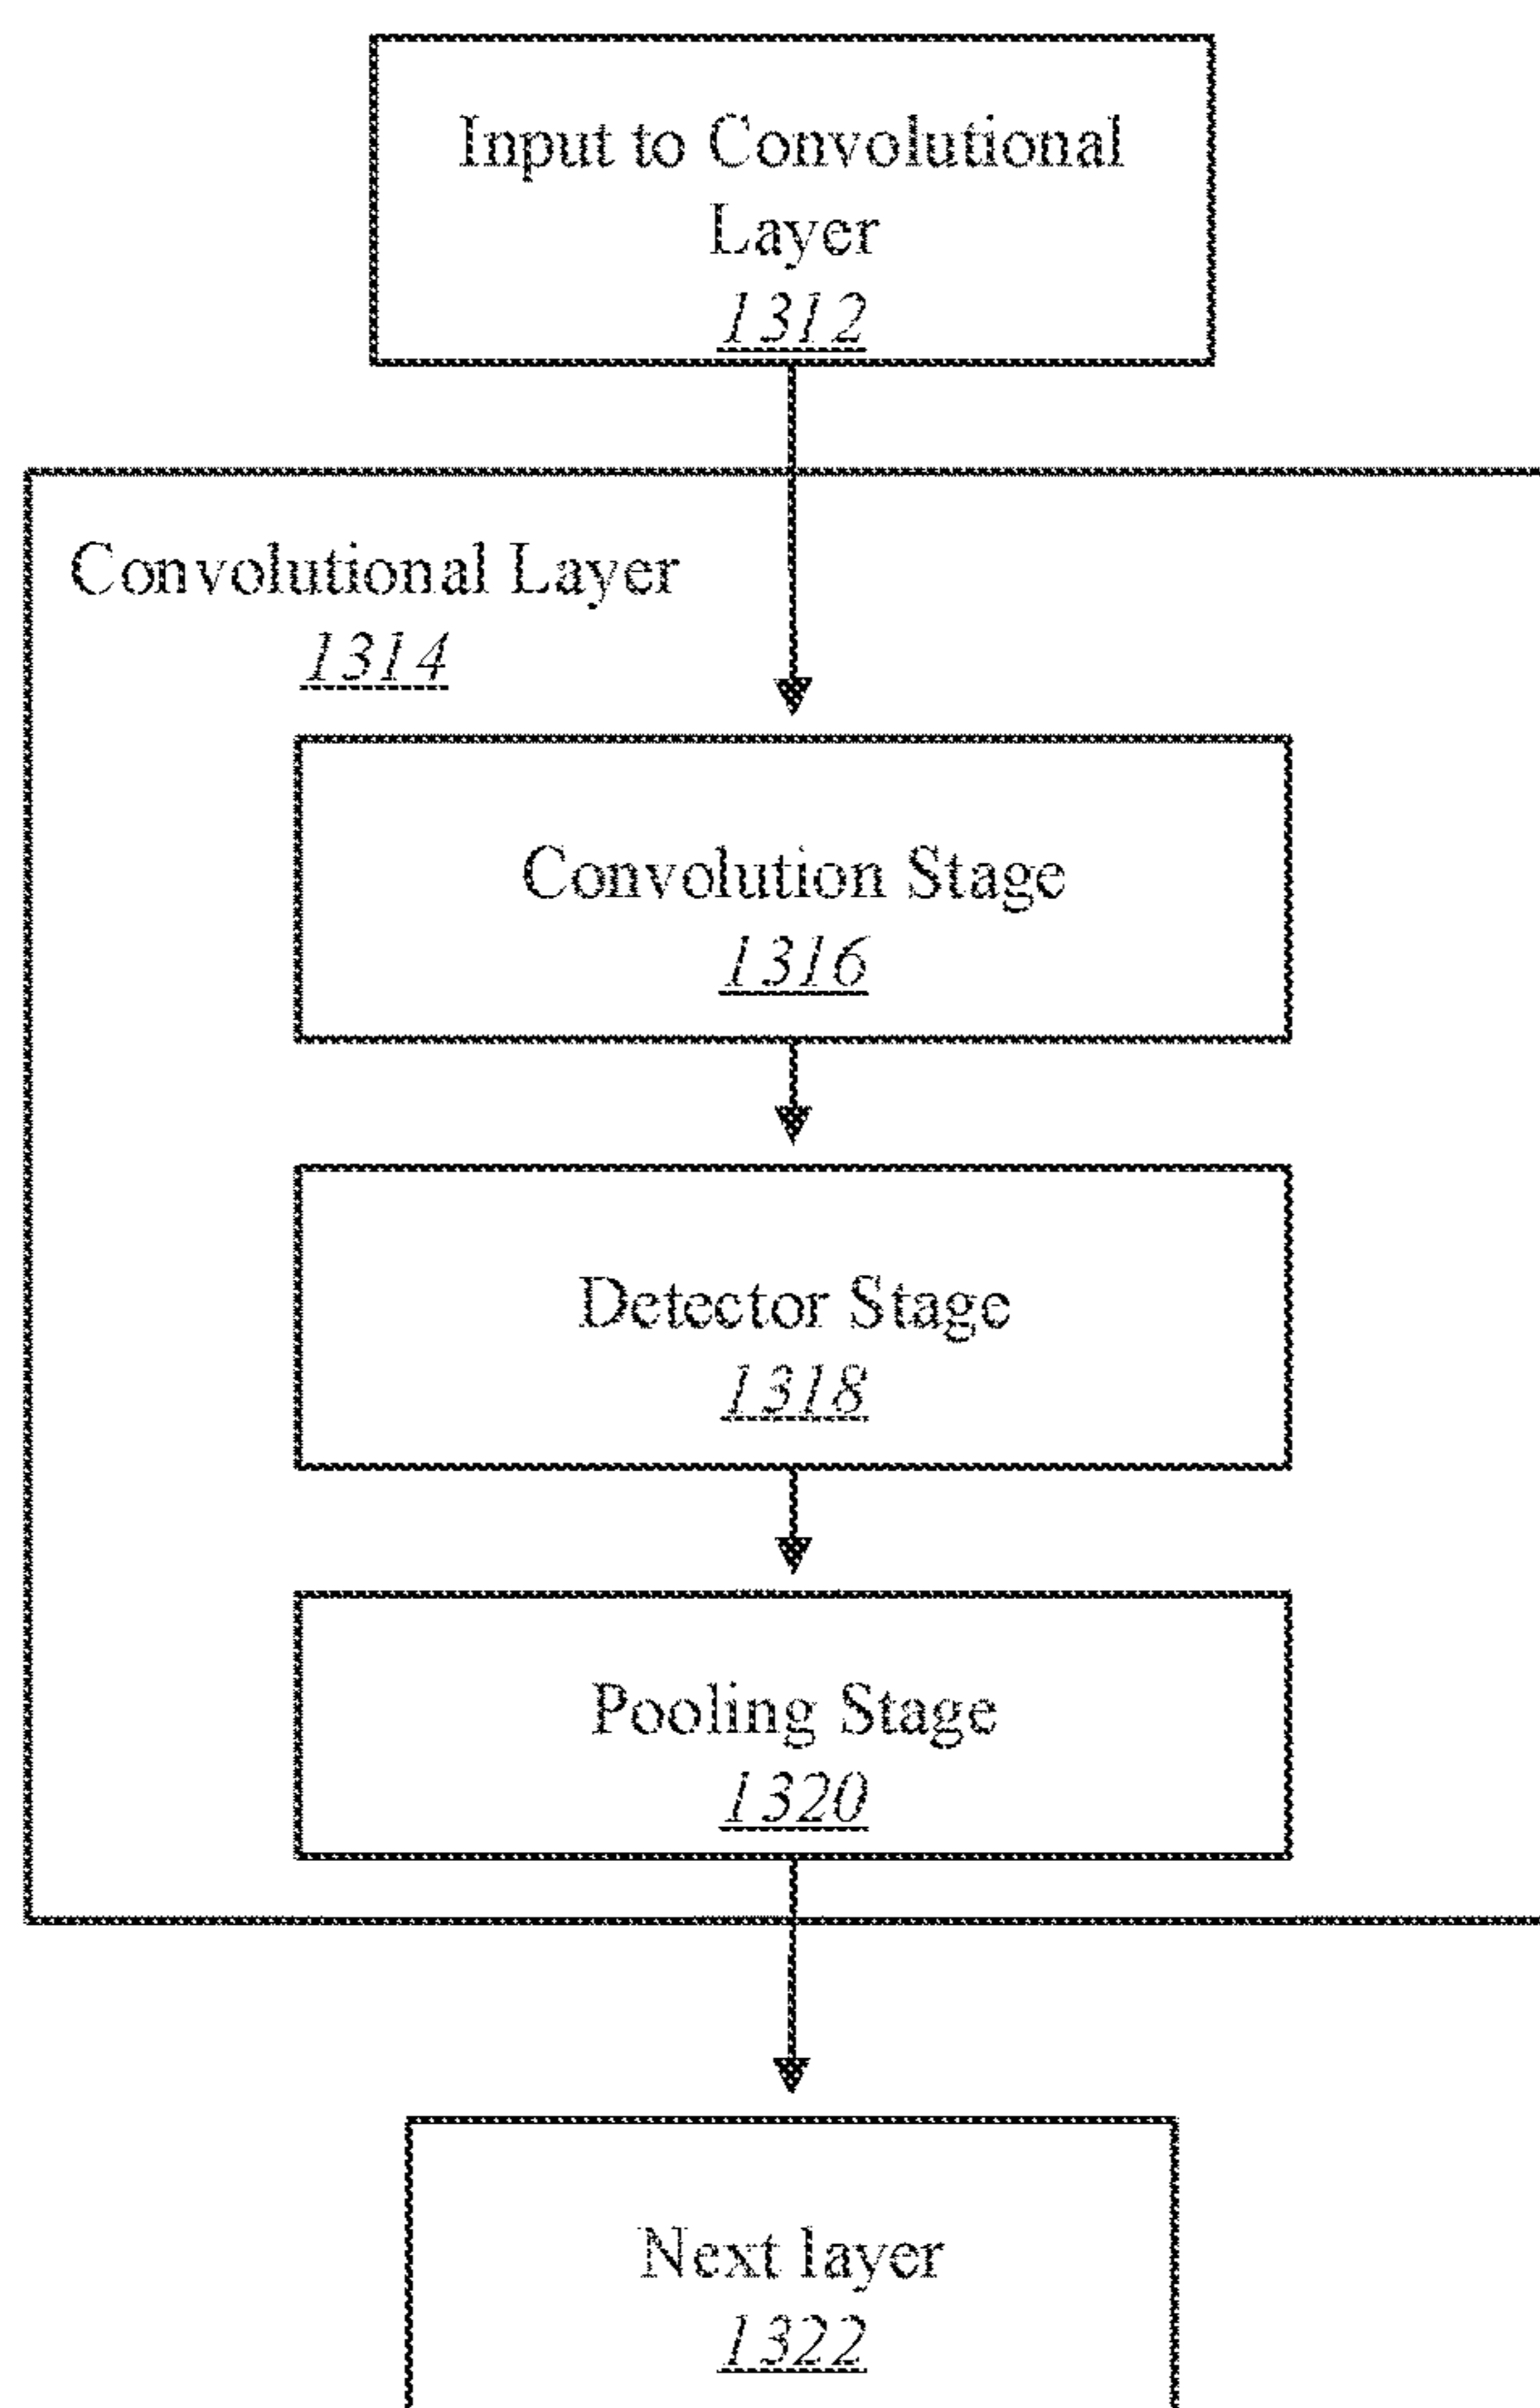 Input to Convolutional
Layer
1312
Convolutional Layer
1314
Convolution Stage
1316
Detector Stage
1318
Pooling Stage
1320
Next layer
1322